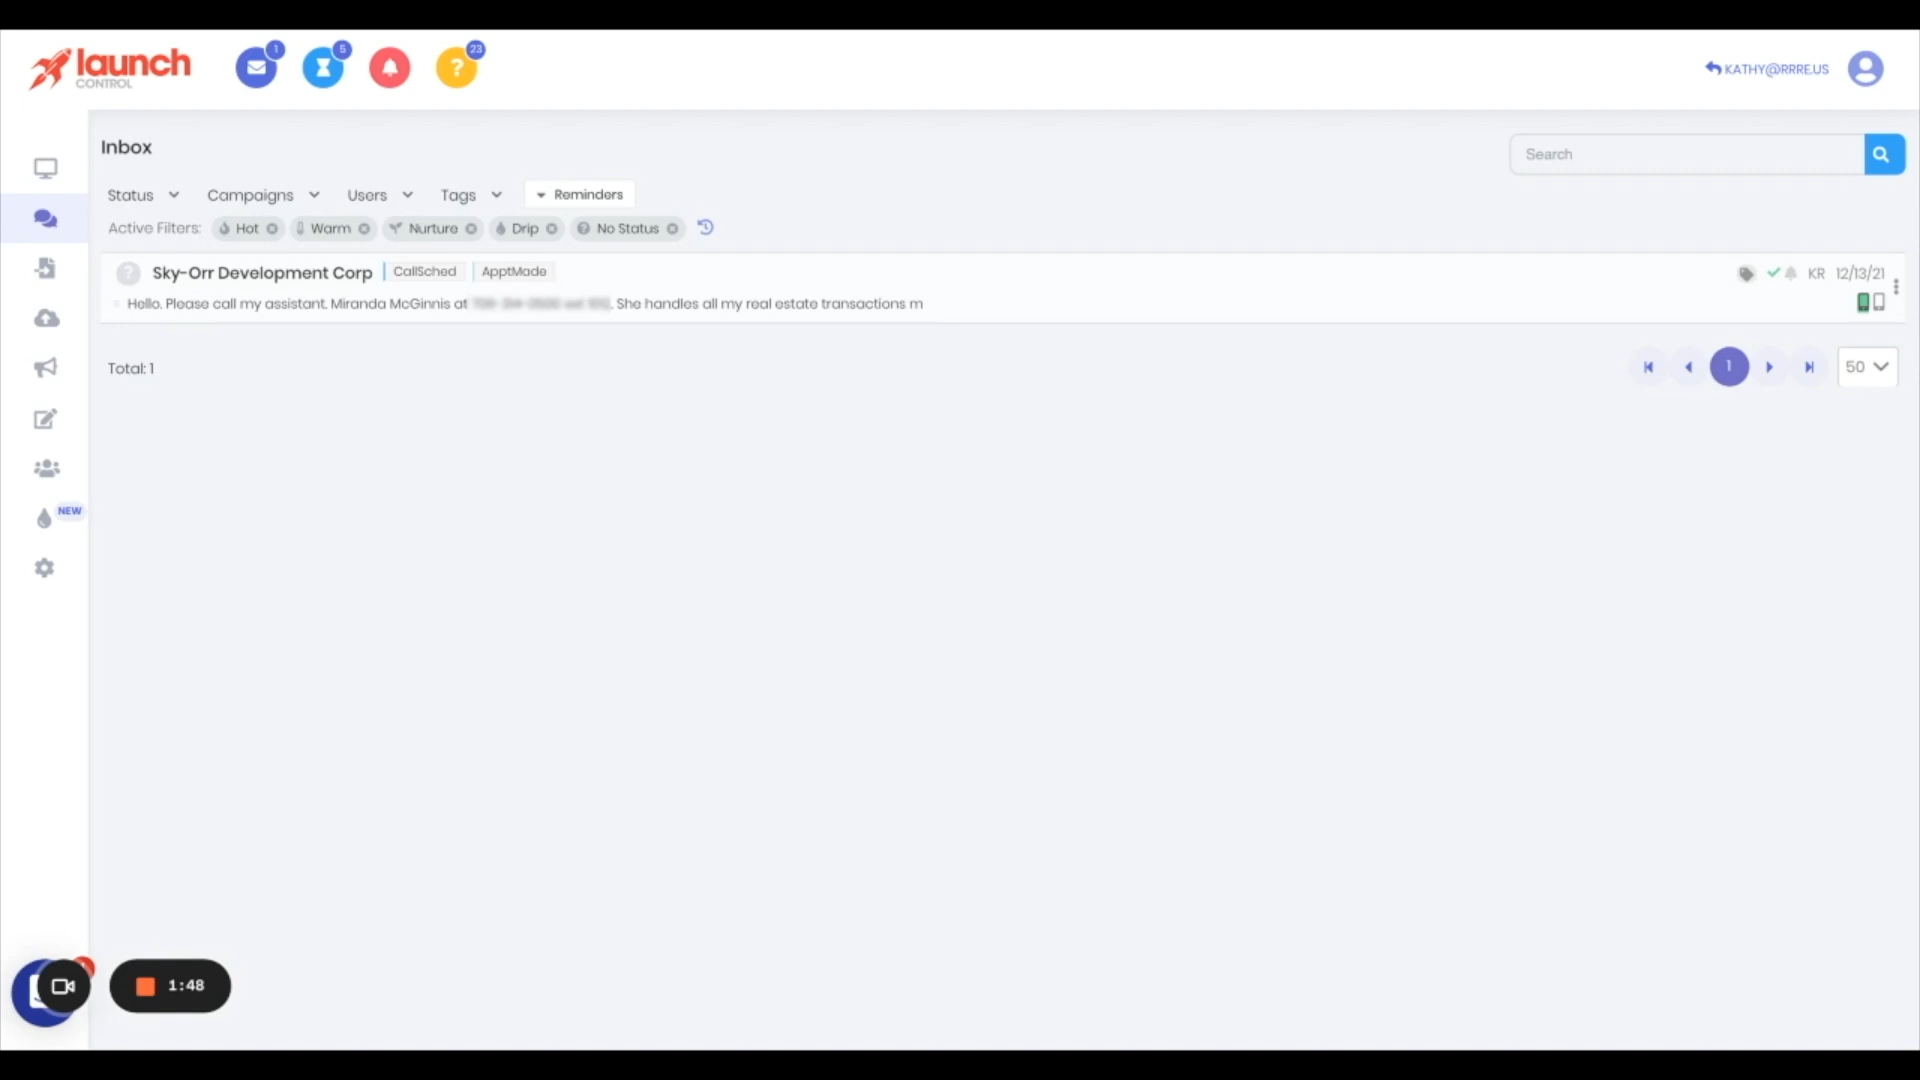 launch
CONTROL
1
5
23
KATHY@RRRE.US
Inbox
Search
Status
Campaigns
Users
Tags
Reminders
Active Filters:
Hot
Warm
Nurture
Drip
No Status
Sky-Orr Development Corp
CallSched
ApptMade
KR
12/13/21
Hello. Please call my assistant. Miranda McGinnis at . She handles all my real estate transactions m
Total: 1
1
50
NEW
1:48